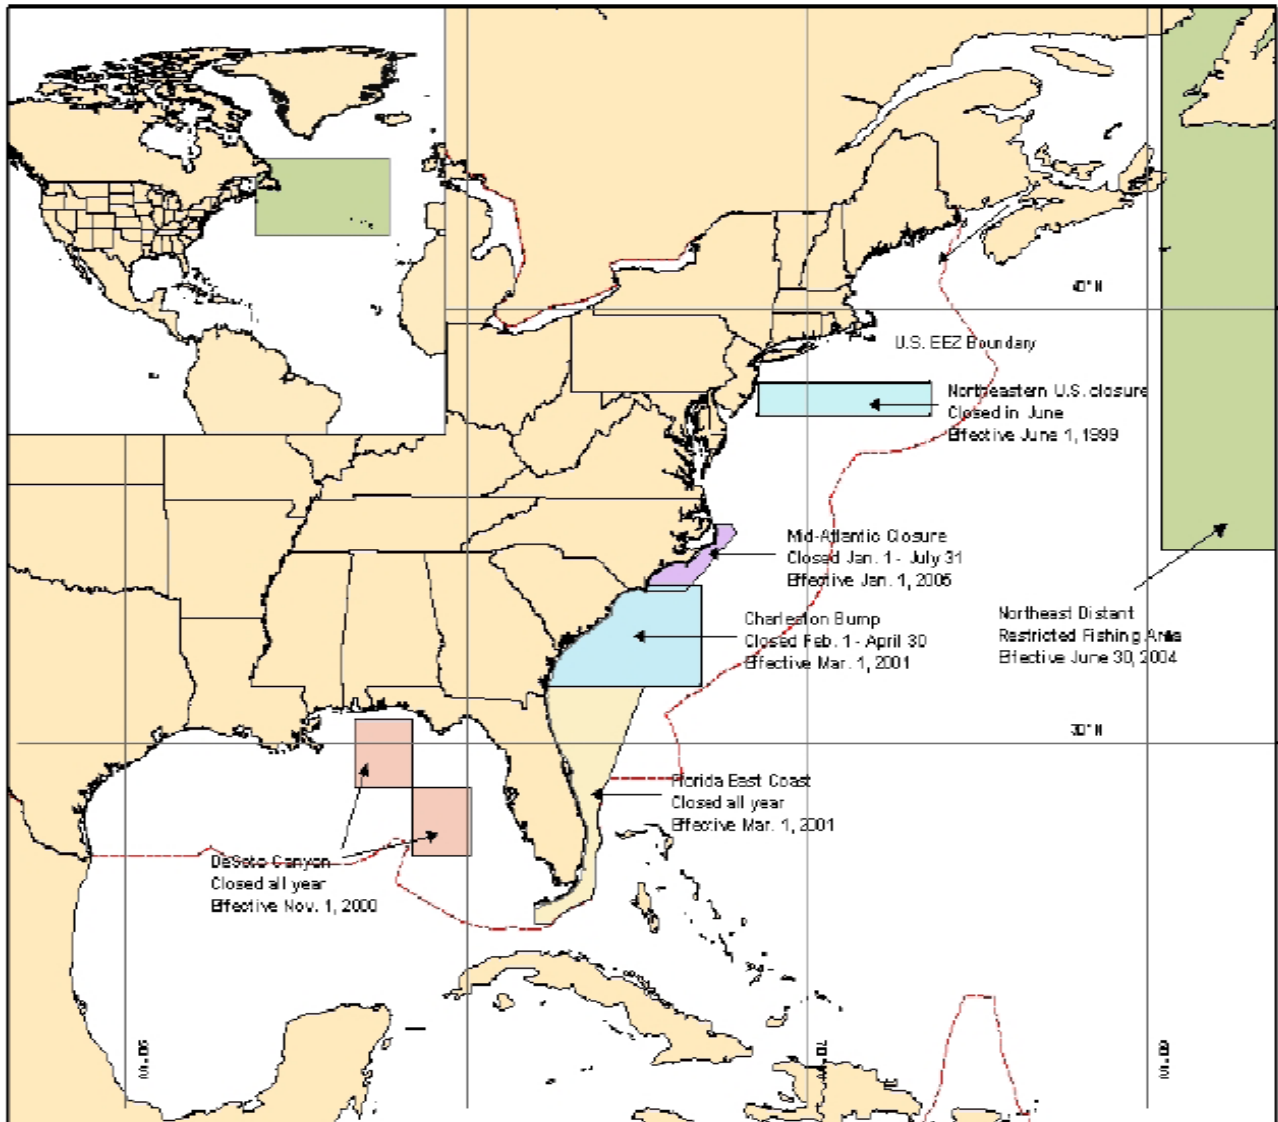 40°N
U.S. EEZ Boundary
Northeastern U.S. closure
Closed in June
Effective June 1, 1999
Mid-Atlantic Closure
Closed Jan. 1 - July 31
Effective Jan. 1, 2005
Northeast Distant
Restricted Fishing Area
Effective June 30, 2004
Charleston Bump
Closed Feb. 1 - April 30
Effective Mar. 1, 2001
30°N
Florida East Coast
Closed all year
Effective Mar. 1, 2001
DeSoto Canyon
Closed all year
Effective Nov. 1, 2000